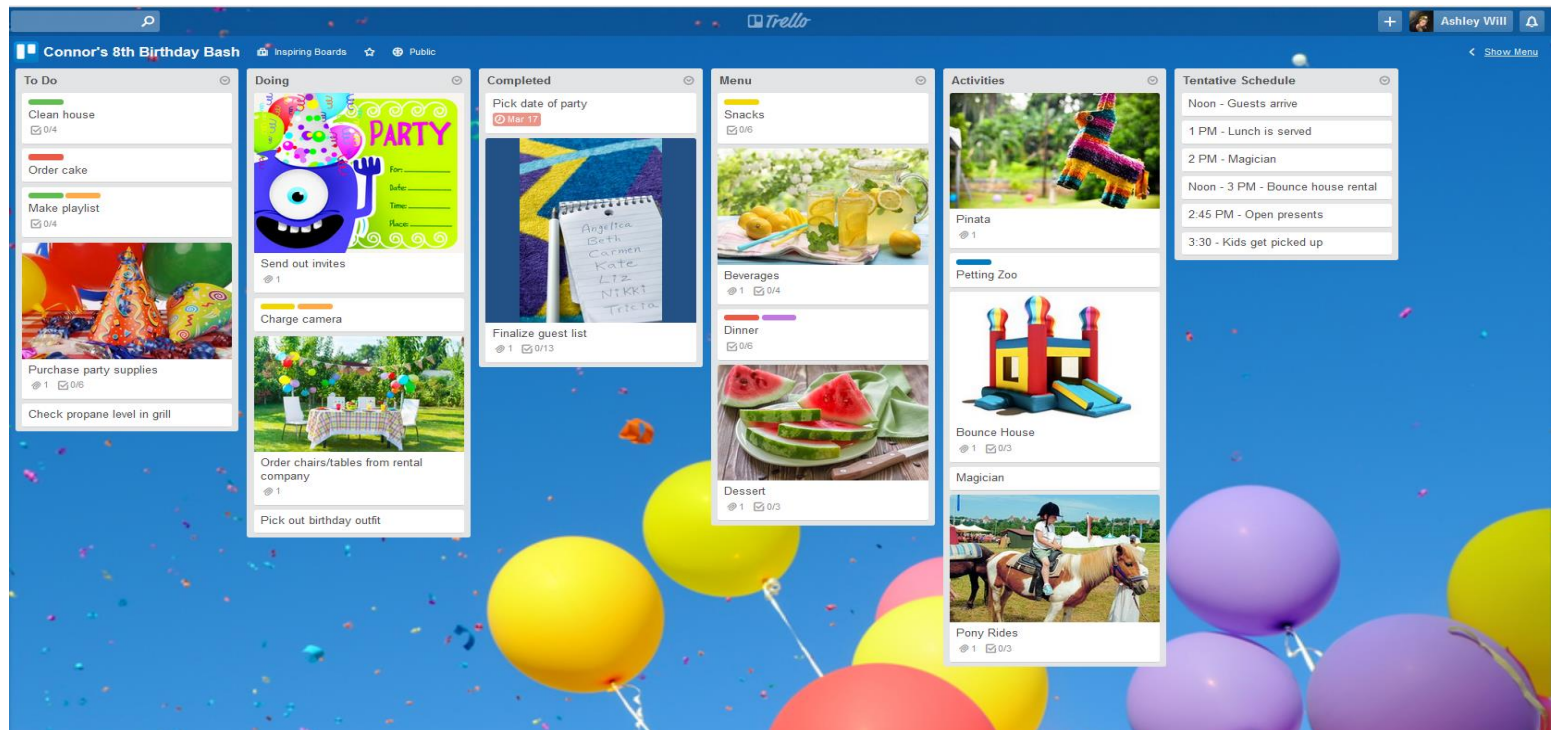 Trello
Ashley Will
Connor's 8th Birthday Bash
Inspiring Boards
Public
Show Menu
To Do
Clean house
0/4
Order cake
Make playlist
0/4
Purchase party supplies
1 0/6
Check propane level in grill
Doing
PARTY
For:
Date:
Time:
Place:
Send out invites
1
Charge camera
Order chairs/tables from rental
company
1
Pick out birthday outfit
Completed
Pick date of party
Mar 17
Angelica
Beth
Carmen
Kate
Liz
Nikki
Tricia
Finalize guest list
1 0/13
Menu
Snacks
0/6
Beverages
1 0/4
Dinner
0/6
Dessert
1 0/3
Activities
Pinata
1
Petting Zoo
Bounce House
1 0/3
Magician
Pony Rides
1 0/3
Tentative Schedule
Noon - Guests arrive
1 PM - Lunch is served
2 PM - Magician
Noon - 3 PM - Bounce house rental
2:45 PM - Open presents
3:30 - Kids get picked up